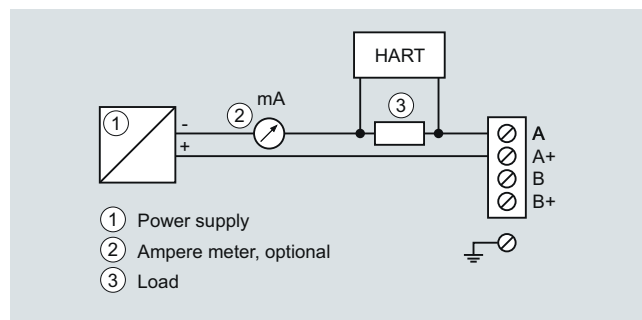 HART
mA
1
2
3
-
+
A
A+
B
B+
1 Power supply
2 Ampere meter, optional
3 Load